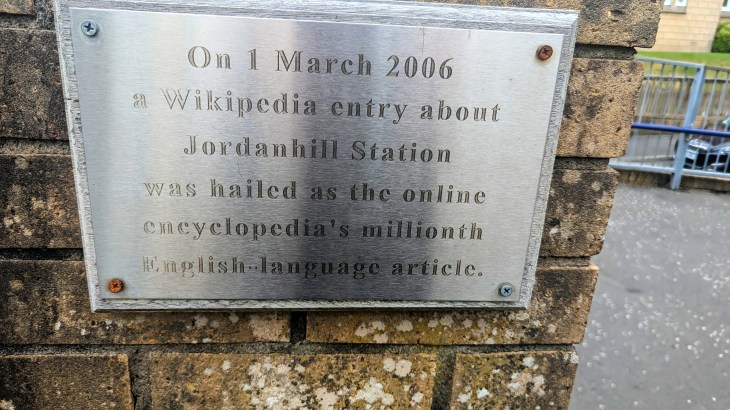 On 1 March 2006
a Wikipedia entry about
Jordanhill Station
was hailed as the online
encyclopedia's millionth
English-language article.